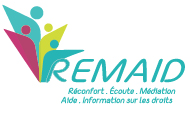 REMAID
Réconfort . Écoute . Médiation
Aide . Information sur les droits